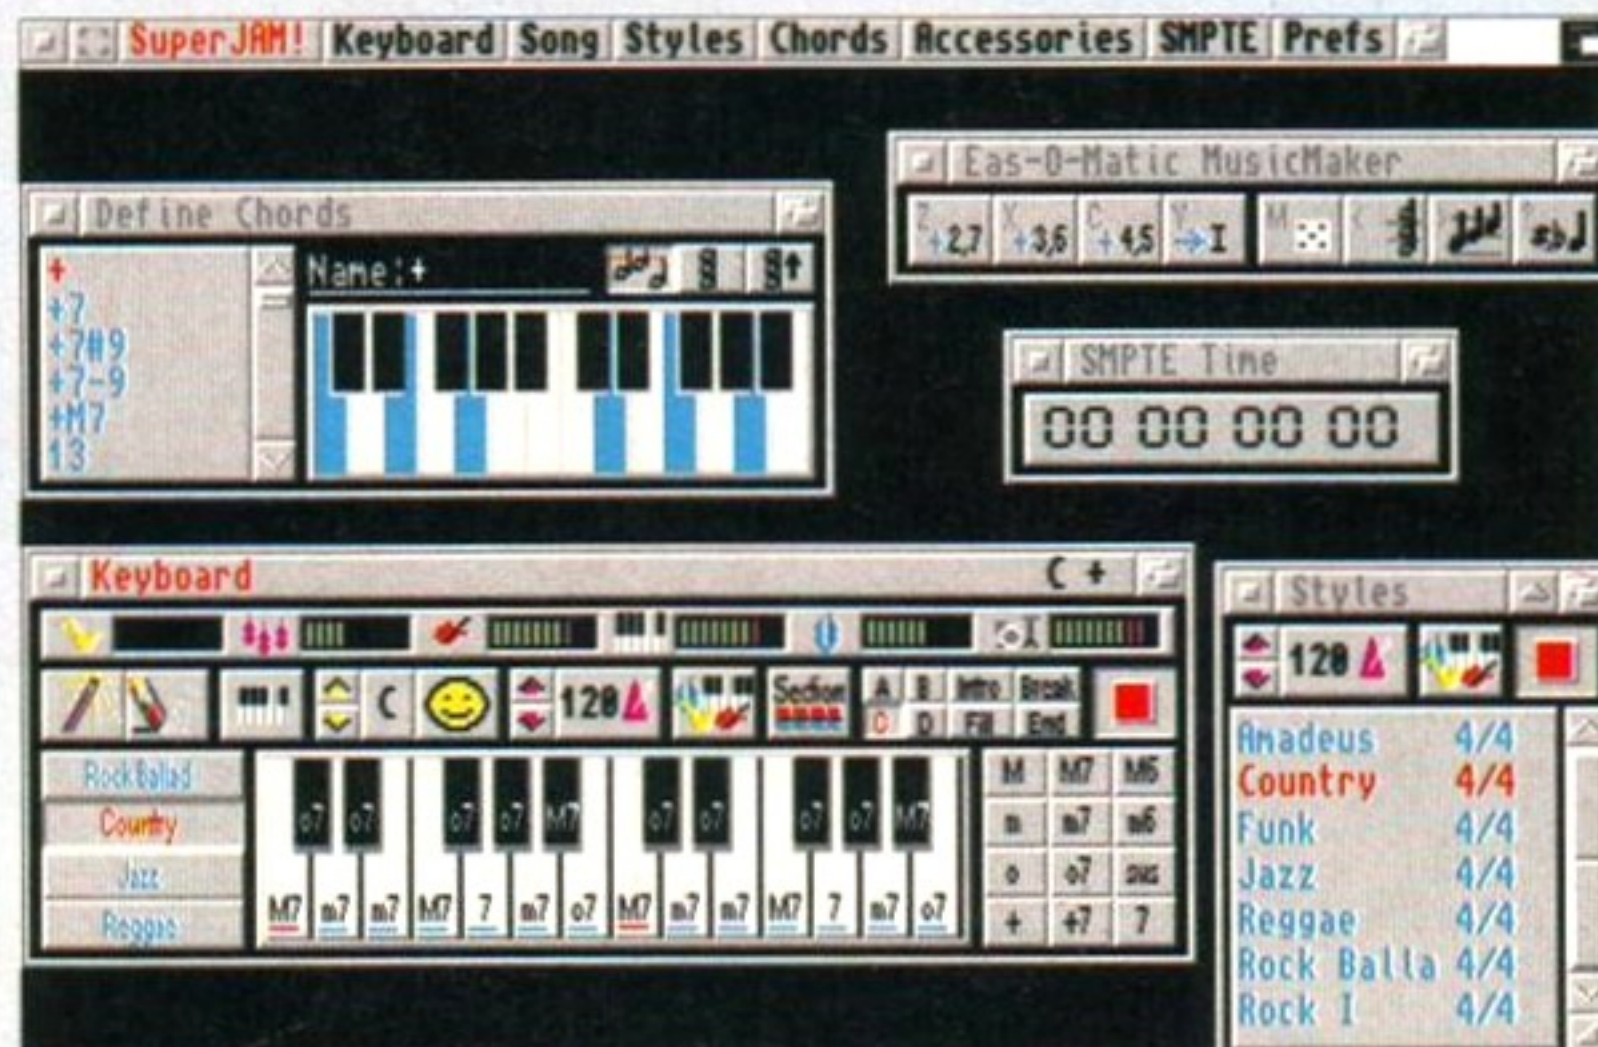 SuperJAM! Keyboard Song Styles Chords Accessories SMPTE Prefs
Eas-O-Matic MusicMaker
Z +2,7 X +3,6 C +4,5 V →I M
Define Chords
Name:+
+
+7
+7#9
+7-9
+M7
13
SMPTE Time
00 00 00 00
Keyboard C +
C 120 Section A B Intro Break
C D Fill End
Rock Ballad
Country
Jazz
Reggae
o7 o7 o7 o7 M7 o7 o7 o7 o7 M7
M7 m7 m7 M7 7 m7 o7 M7 m7 m7 M7 7 m7 o7
M M7 M6
m m7 m6
o o7 sus
+ +7 7
Styles
120
Amadeus 4/4
Country 4/4
Funk 4/4
Jazz 4/4
Reggae 4/4
Rock Balla 4/4
Rock I 4/4